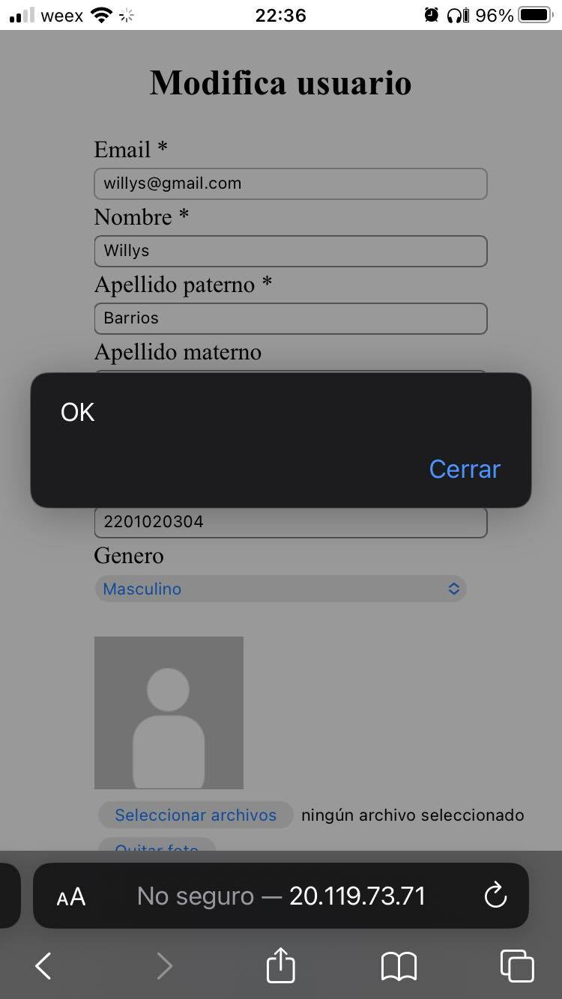 weex 22:36 96%
Modifica usuario
Email *
willys@gmail.com
Nombre *
Willys
Apellido paterno *
Barrios
Apellido materno
OK
Cerrar
2201020304
Genero
Masculino
Seleccionar archivos ningún archivo seleccionado
Quitar foto
AA No seguro — 20.119.73.71